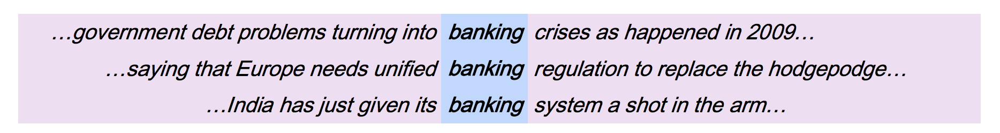 …government debt problems turning into banking crises as happened in 2009…
…saying that Europe needs unified banking regulation to replace the hodgepodge…
…India has just given its banking system a shot in the arm…